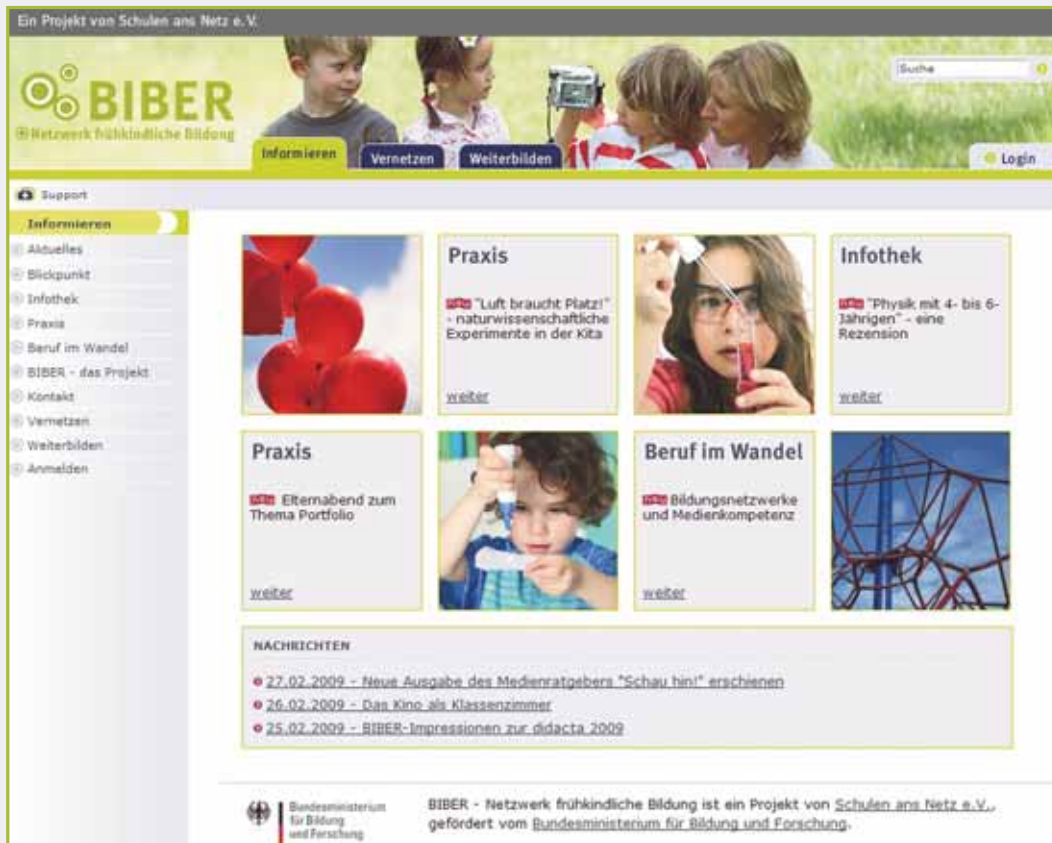 Ein Projekt von Schulen ans Netz e.V.
BIBER
Netzwerk frühkindliche Bildung
Suche
Informieren
Vernetzen
Weiterbilden
Login
Support
Informieren
Aktuelles
Blickpunkt
Infothek
Praxis
Beruf im Wandel
BIBER - das Projekt
Kontakt
Vernetzen
Weiterbilden
Anmelden
Praxis
neu "Luft braucht Platz!"
- naturwissenschaftliche
Experimente in der Kita
weiter
Infothek
neu "Physik mit 4- bis 6-
Jährigen" - eine
Rezension
weiter
Praxis
neu Elternabend zum
Thema Portfolio
weiter
Beruf im Wandel
neu Bildungsnetzwerke
und Medienkompetenz
weiter
NACHRICHTEN
27.02.2009 - Neue Ausgabe des Medienratgebers "Schau hin!" erschienen
26.02.2009 - Das Kino als Klassenzimmer
25.02.2009 - BIBER-Impressionen zur didacta 2009
Bundesministerium
für Bildung
und Forschung
BIBER - Netzwerk frühkindliche Bildung ist ein Projekt von Schulen ans Netz e.V.,
gefördert vom Bundesministerium für Bildung und Forschung.